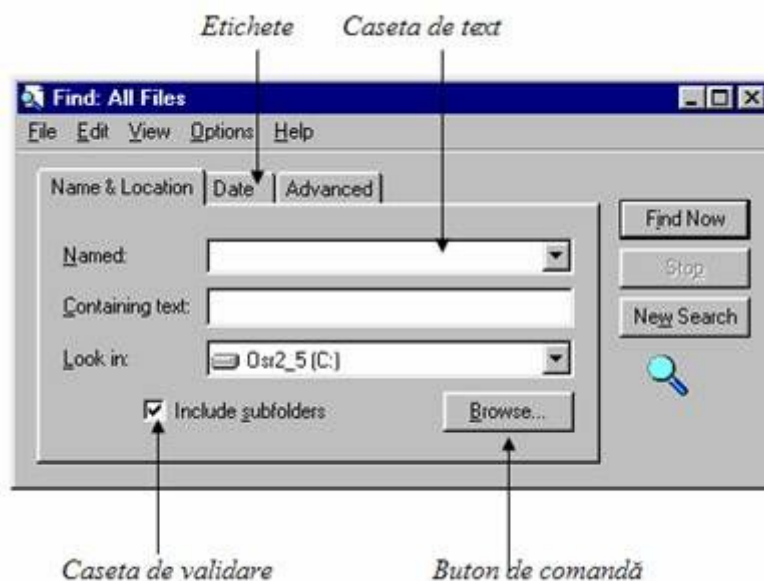 Etichete Caseta de text
Find: All Files
File Edit View Options Help
Name & Location Date Advanced
Find Now
Named:
Stop
Containing text:
New Search
Look in: Osr2_5 (C:)
Include subfolders Browse...
Caseta de validare Buton de comandă